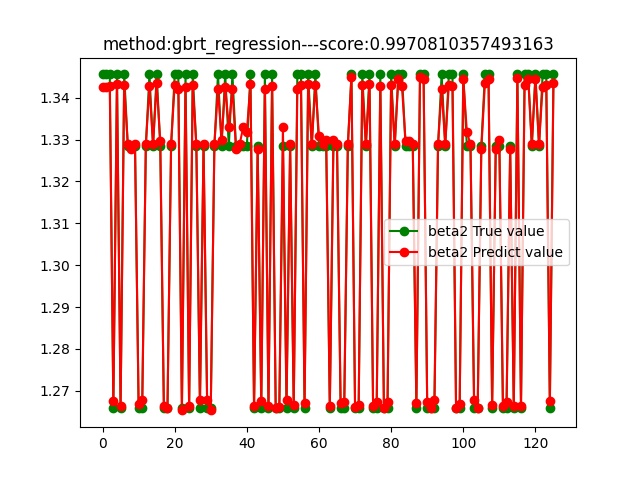 method:gbrt_regression---score:0.9970810357493163
1.34
1.33
1.32
1.31
1.30
1.29
1.28
1.27
beta2 True value
beta2 Predict value
0 20 40 60 80 100 120